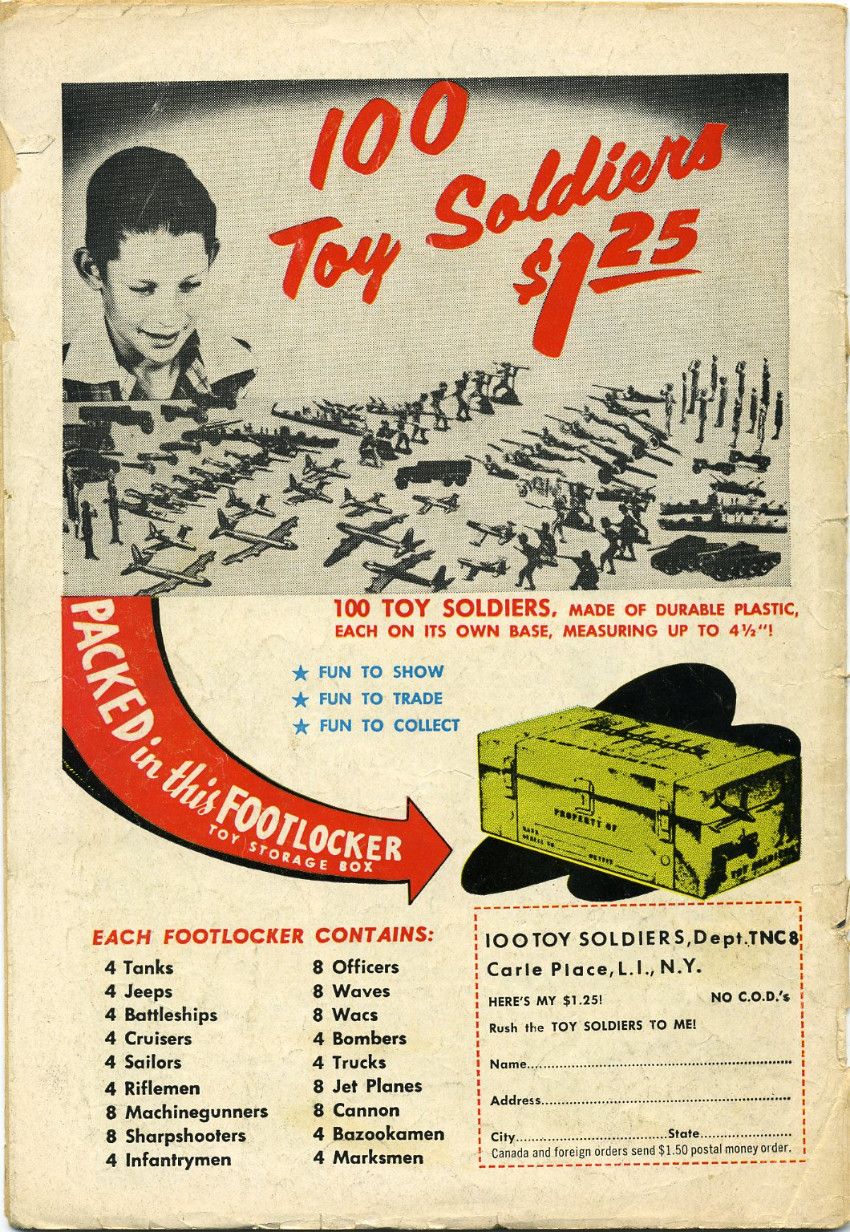 100
Toy Soldiers
$1.25
100 TOY SOLDIERS, MADE OF DURABLE PLASTIC,
EACH ON ITS OWN BASE, MEASURING UP TO 4½"!
★ FUN TO SHOW
★ FUN TO TRADE
★ FUN TO COLLECT
PACKED in this FOOTLOCKER
TOY STORAGE BOX
PROPERTY OF
EACH FOOTLOCKER CONTAINS:
4 Tanks
4 Jeeps
4 Battleships
4 Cruisers
4 Sailors
4 Riflemen
8 Machinegunners
8 Sharpshooters
4 Infantrymen
8 Officers
8 Waves
8 Wacs
4 Bombers
4 Trucks
8 Jet Planes
8 Cannon
4 Bazookamen
4 Marksmen
100 TOY SOLDIERS, Dept. TNC8
Carle Place, L.I., N.Y.
HERE'S MY $1.25! NO C.O.D.'s
Rush the TOY SOLDIERS TO ME!
Name
Address
City State
Canada and foreign orders send $1.50 postal money order.